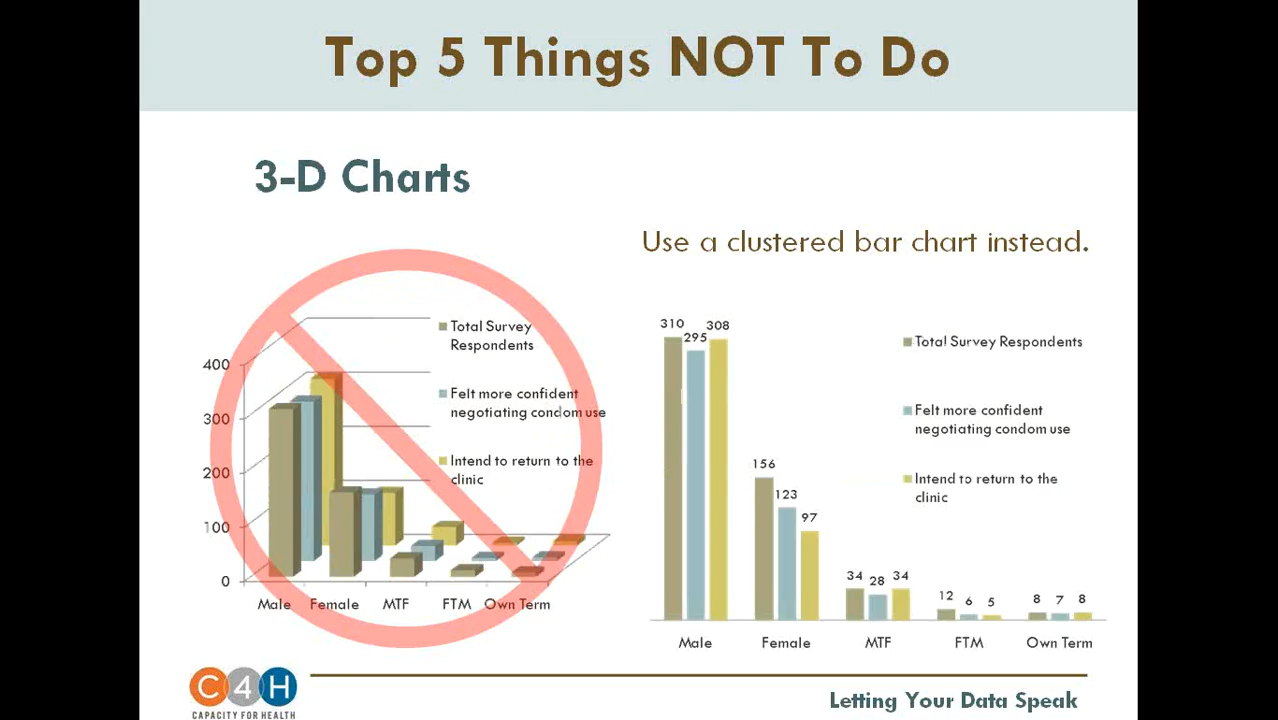 Top 5 Things NOT To Do
3-D Charts
Use a clustered bar chart instead.
Total Survey
Respondents
Felt more confident
negotiating condom use
Intend to return to the
clinic
400
300
200
100
0
Male Female MTF FTM Own Term
310 295 308
156 123 97
34 28 34
12 6 5
8 7 8
Total Survey Respondents
Felt more confident
negotiating condom use
Intend to return to the
clinic
Male Female MTF FTM Own Term
C4H
CAPACITY FOR HEALTH
Letting Your Data Speak